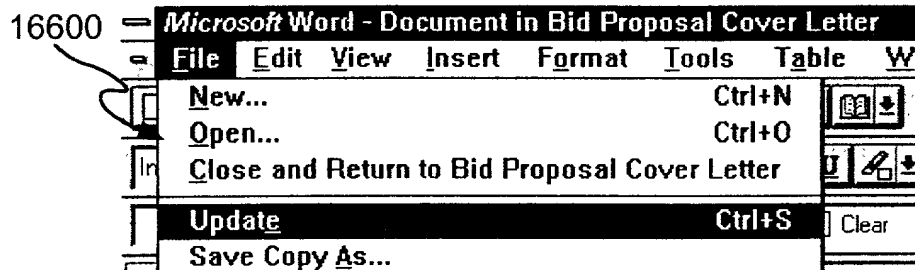 16600
Microsoft Word - Document in Bid Proposal Cover Letter
File Edit View Insert Format Tools Table W
New... Ctrl+N
Open... Ctrl+O
In Close and Return to Bid Proposal Cover Letter U
Update Ctrl+S Clear
Save Copy As...